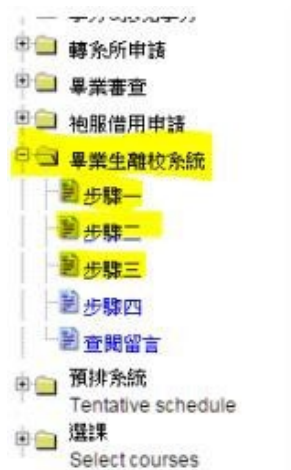 轉系所申請
畢業審查
袍服借用申請
畢業生離校系統
步驟一
步驟二
步驟三
步驟四
查閱留言
預排系統
Tentative schedule
選課
Select courses